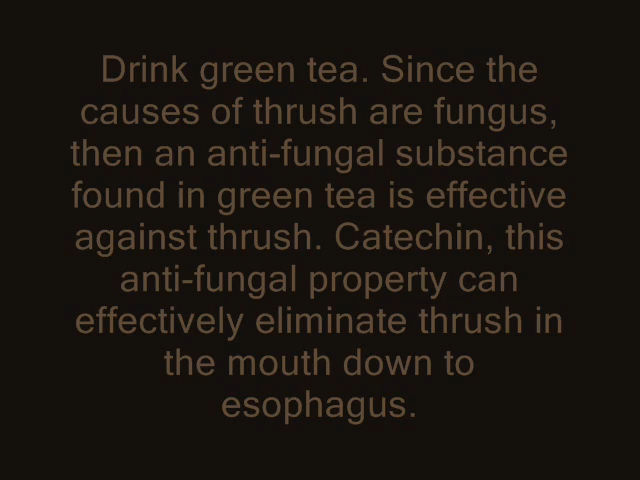 Drink green tea. Since the
causes of thrush are fungus,
then an anti-fungal substance
found in green tea is effective
against thrush. Catechin, this
anti-fungal property can
effectively eliminate thrush in
the mouth down to
esophagus.